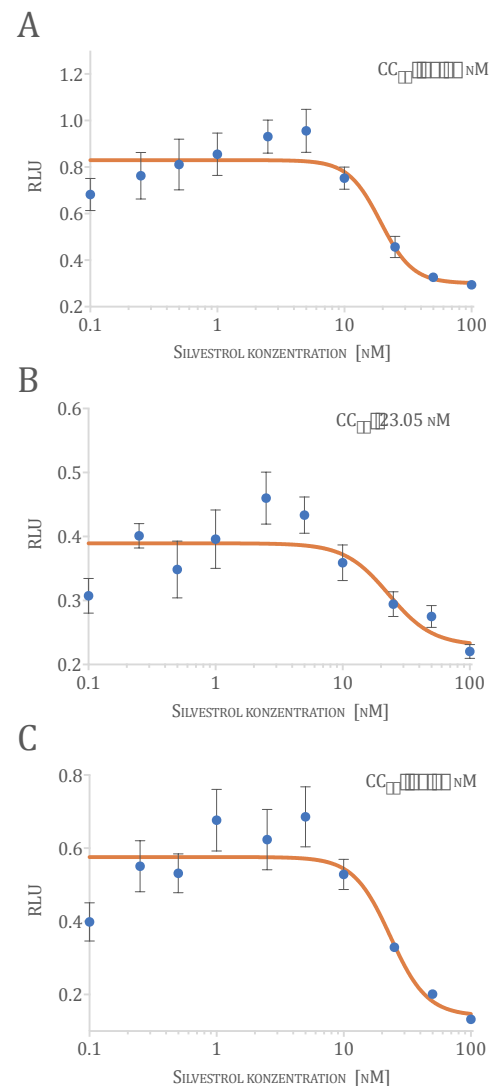 A
CC nM
1.2
1.0
0.8
0.6
0.4
0.2
RLU
0.1 1 10 100
Silvestrol konzentration [nM]
B
CC 23.05 nM
0.6
0.5
0.4
0.3
0.2
RLU
0.1 1 10 100
Silvestrol konzentration [nM]
C
CC nM
0.8
0.6
0.4
0.2
RLU
0.1 1 10 100
Silvestrol konzentration [nM]